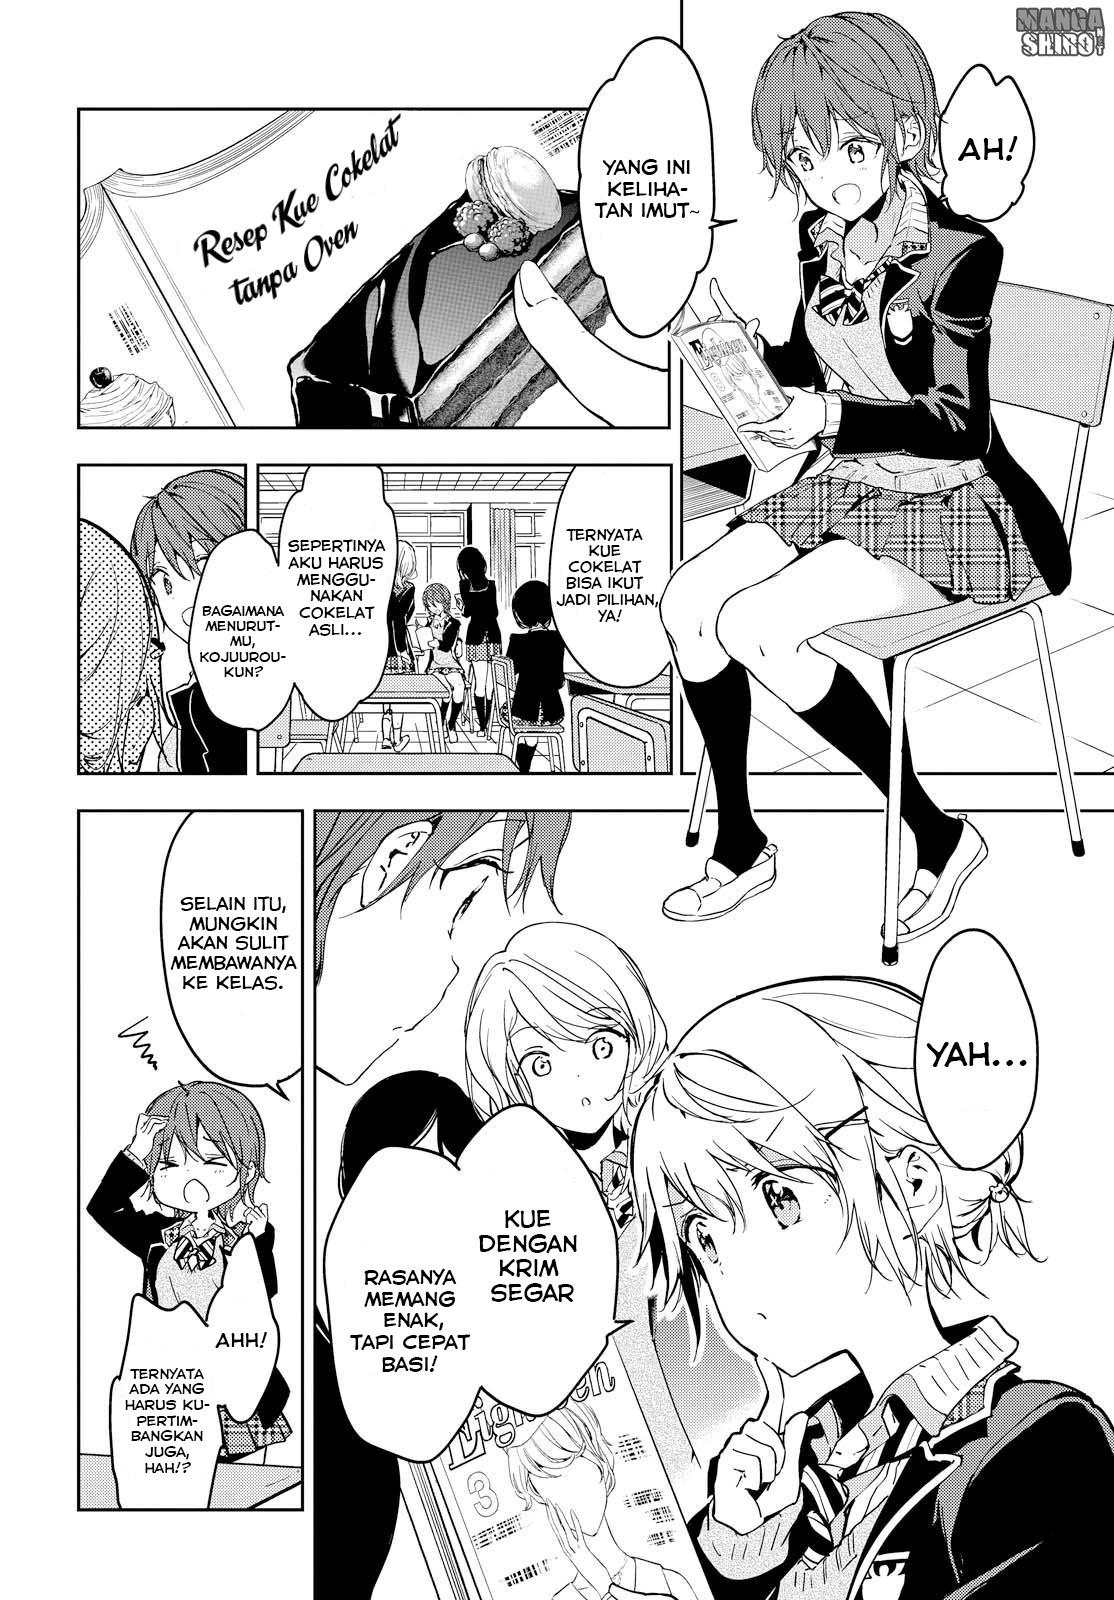 MANGA
SHIRO
NET
AH!
YANG INI
KELIHA-
TAN IMUT~
Resep Kue Cokelat
tanpa Oven
Eighteen
3
TERNYATA
KUE
COKELAT
BISA IKUT
JADI PILIHAN,
YA!
SEPERTINYA
AKU HARUS
MENGGU-
NAKAN
COKELAT
ASLI...
BAGAIMANA
MENURUT-
MU,
KOJUUROU-
KUN?
YAH...
KUE
DENGAN
KRIM
SEGAR
RASANYA
MEMANG
ENAK,
TAPI CEPAT
BASI!
Eighteen
3
SELAIN ITU,
MUNGKIN
AKAN SULIT
MEMBAWANYA
KE KELAS.
AHH!
TERNYATA
ADA YANG
HARUS KU-
PERTIM-
BANGKAN
JUGA,
HAH!?